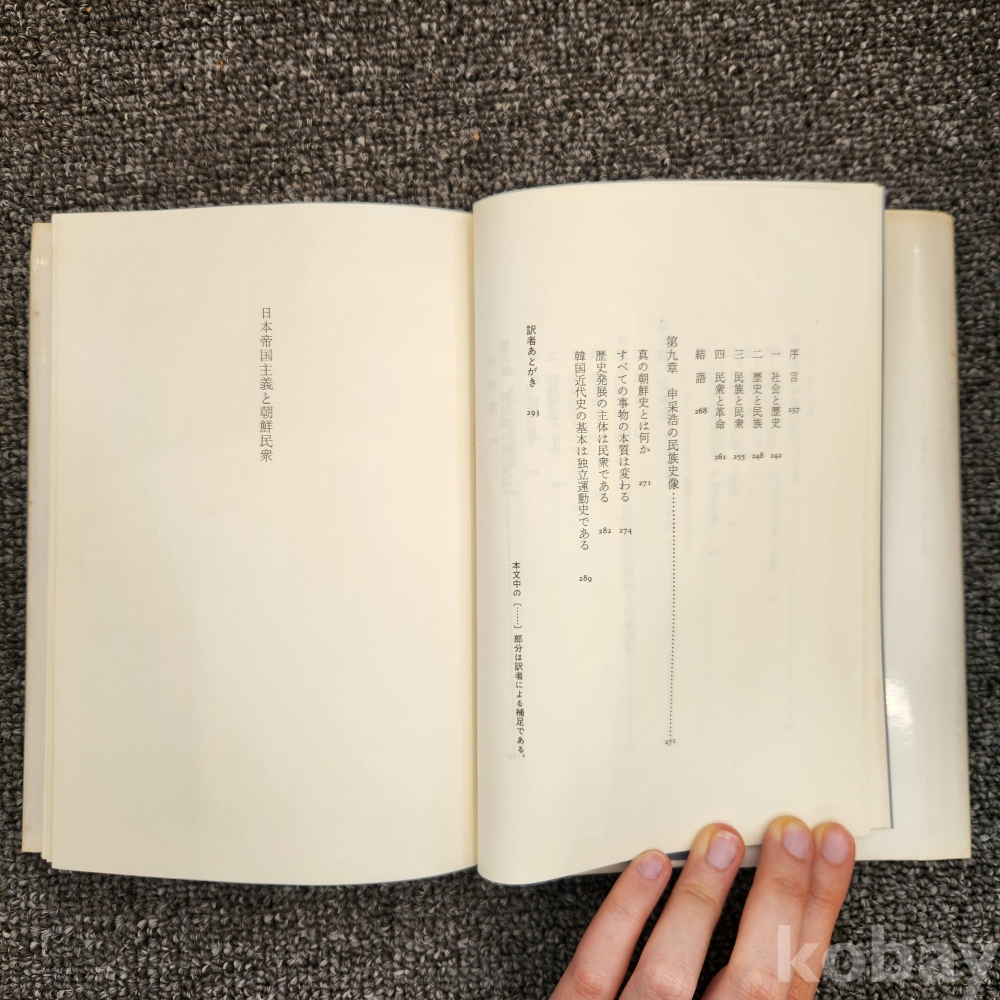 序言 237
一 社会と歴史 242
二 歴史と民族 248
三 民族と民衆 255
四 民衆と革命 261
結語 268
第九章 申采浩の民族史像 271
真の朝鮮史とは何か 271
すべての事物の本質は変わる 274
歴史発展の主体は民衆である 282
韓国近代史の基本は独立運動史である 289
訳者あとがき 293
本文中の〔……〕部分は訳者による補足である。
日本帝国主義と朝鮮民衆
kobay